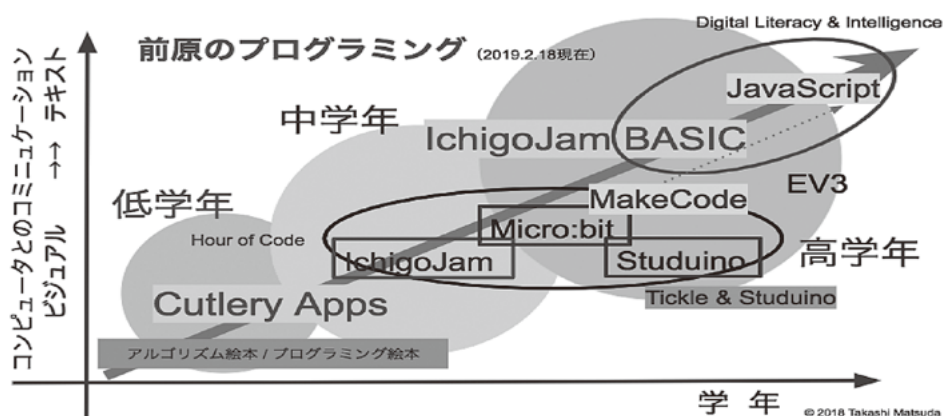 Digital Literacy & Intelligence
前原のプログラミング (2019.2.18現在)
コンピュータとのコミニュケーション
ビジュアル →→ テキスト
JavaScript
中学年
IchigoJam BASIC
低学年
EV3
MakeCode
Hour of Code
Micro:bit
高学年
IchigoJam
Studuino
Cutlery Apps
Tickle & Studuino
アルゴリズム絵本 / プログラミング絵本
学 年
© 2018 Takashi Matsuda